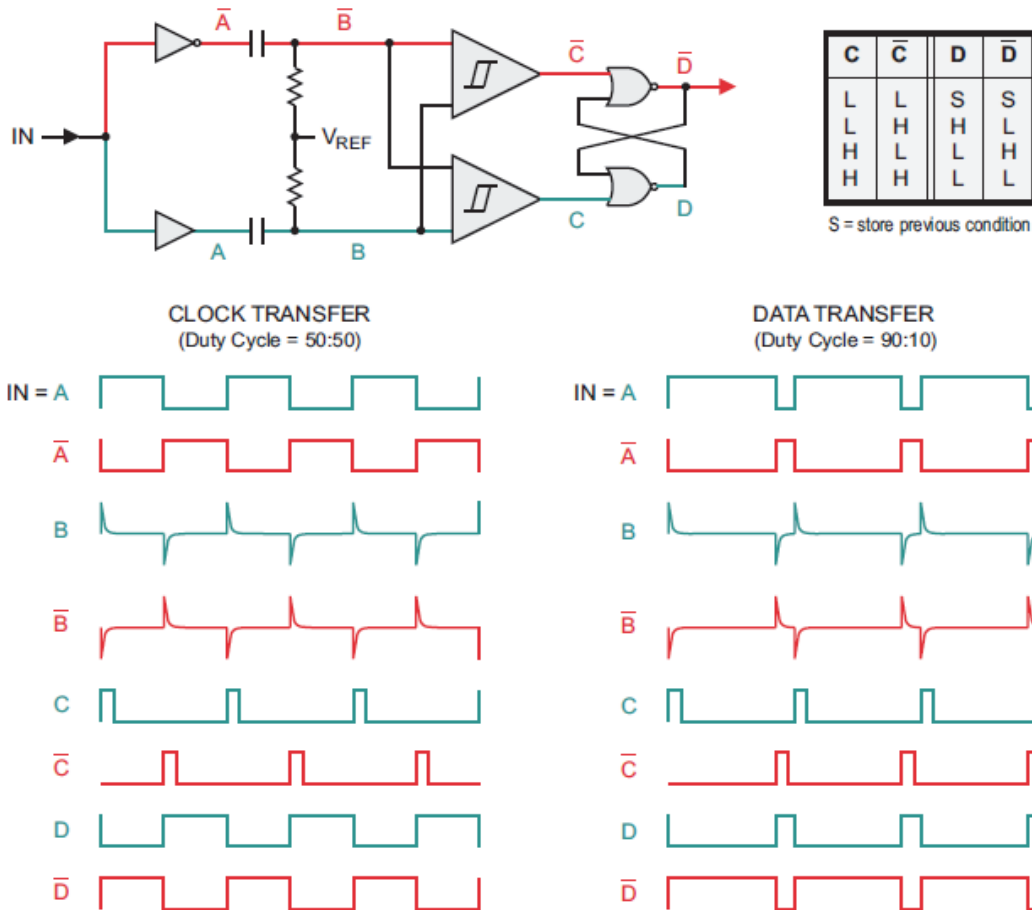 A̅ B̅ C̅ D̅
IN V_REF
A B C D
C C̅ D D̅
L L S S
L H H L
H L L H
H H L L
S = store previous condition
CLOCK TRANSFER
(Duty Cycle = 50:50)
IN = A
A̅
B
B̅
C
C̅
D
D̅
DATA TRANSFER
(Duty Cycle = 90:10)
IN = A
A̅
B
B̅
C
C̅
D
D̅